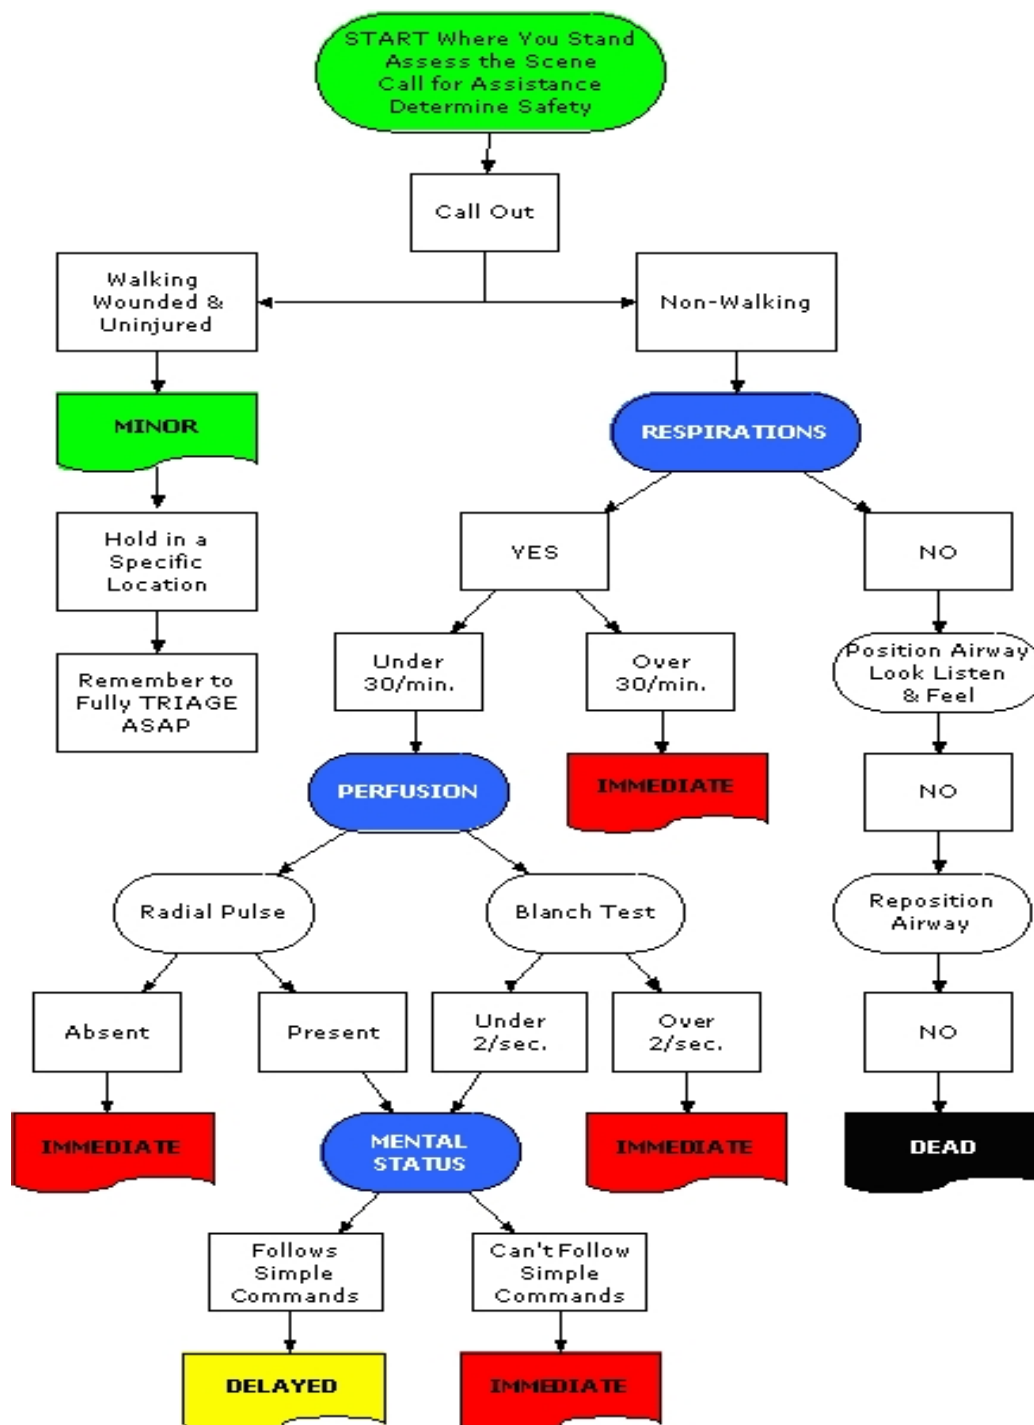 START Where You Stand
Assess the Scene
Call for Assistance
Determine Safety
Call Out
Walking
Wounded &
Uninjured
Non-Walking
MINOR
RESPIRATIONS
Hold in a
Specific
Location
YES
NO
Remember to
Fully TRIAGE
ASAP
Under
30/min.
Over
30/min.
Position Airway
Look Listen
& Feel
PERFUSION
IMMEDIATE
NO
Radial Pulse
Blanch Test
Reposition
Airway
Absent
Present
Under
2/sec.
Over
2/sec.
NO
IMMEDIATE
MENTAL
STATUS
IMMEDIATE
DEAD
Follows
Simple
Commands
Can't Follow
Simple
Commands
DELAYED
IMMEDIATE